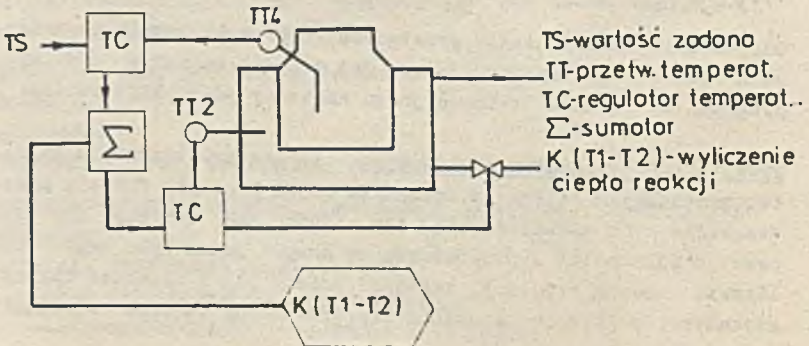 TT4
TS
TC
TT2
Σ
TC
K(T1-T2)
TS-wartość zadana
TT-przetw. temperat.
TC-regulator temperat..
Σ-sumator
K (T1-T2)-wyliczenie
ciepła reakcji